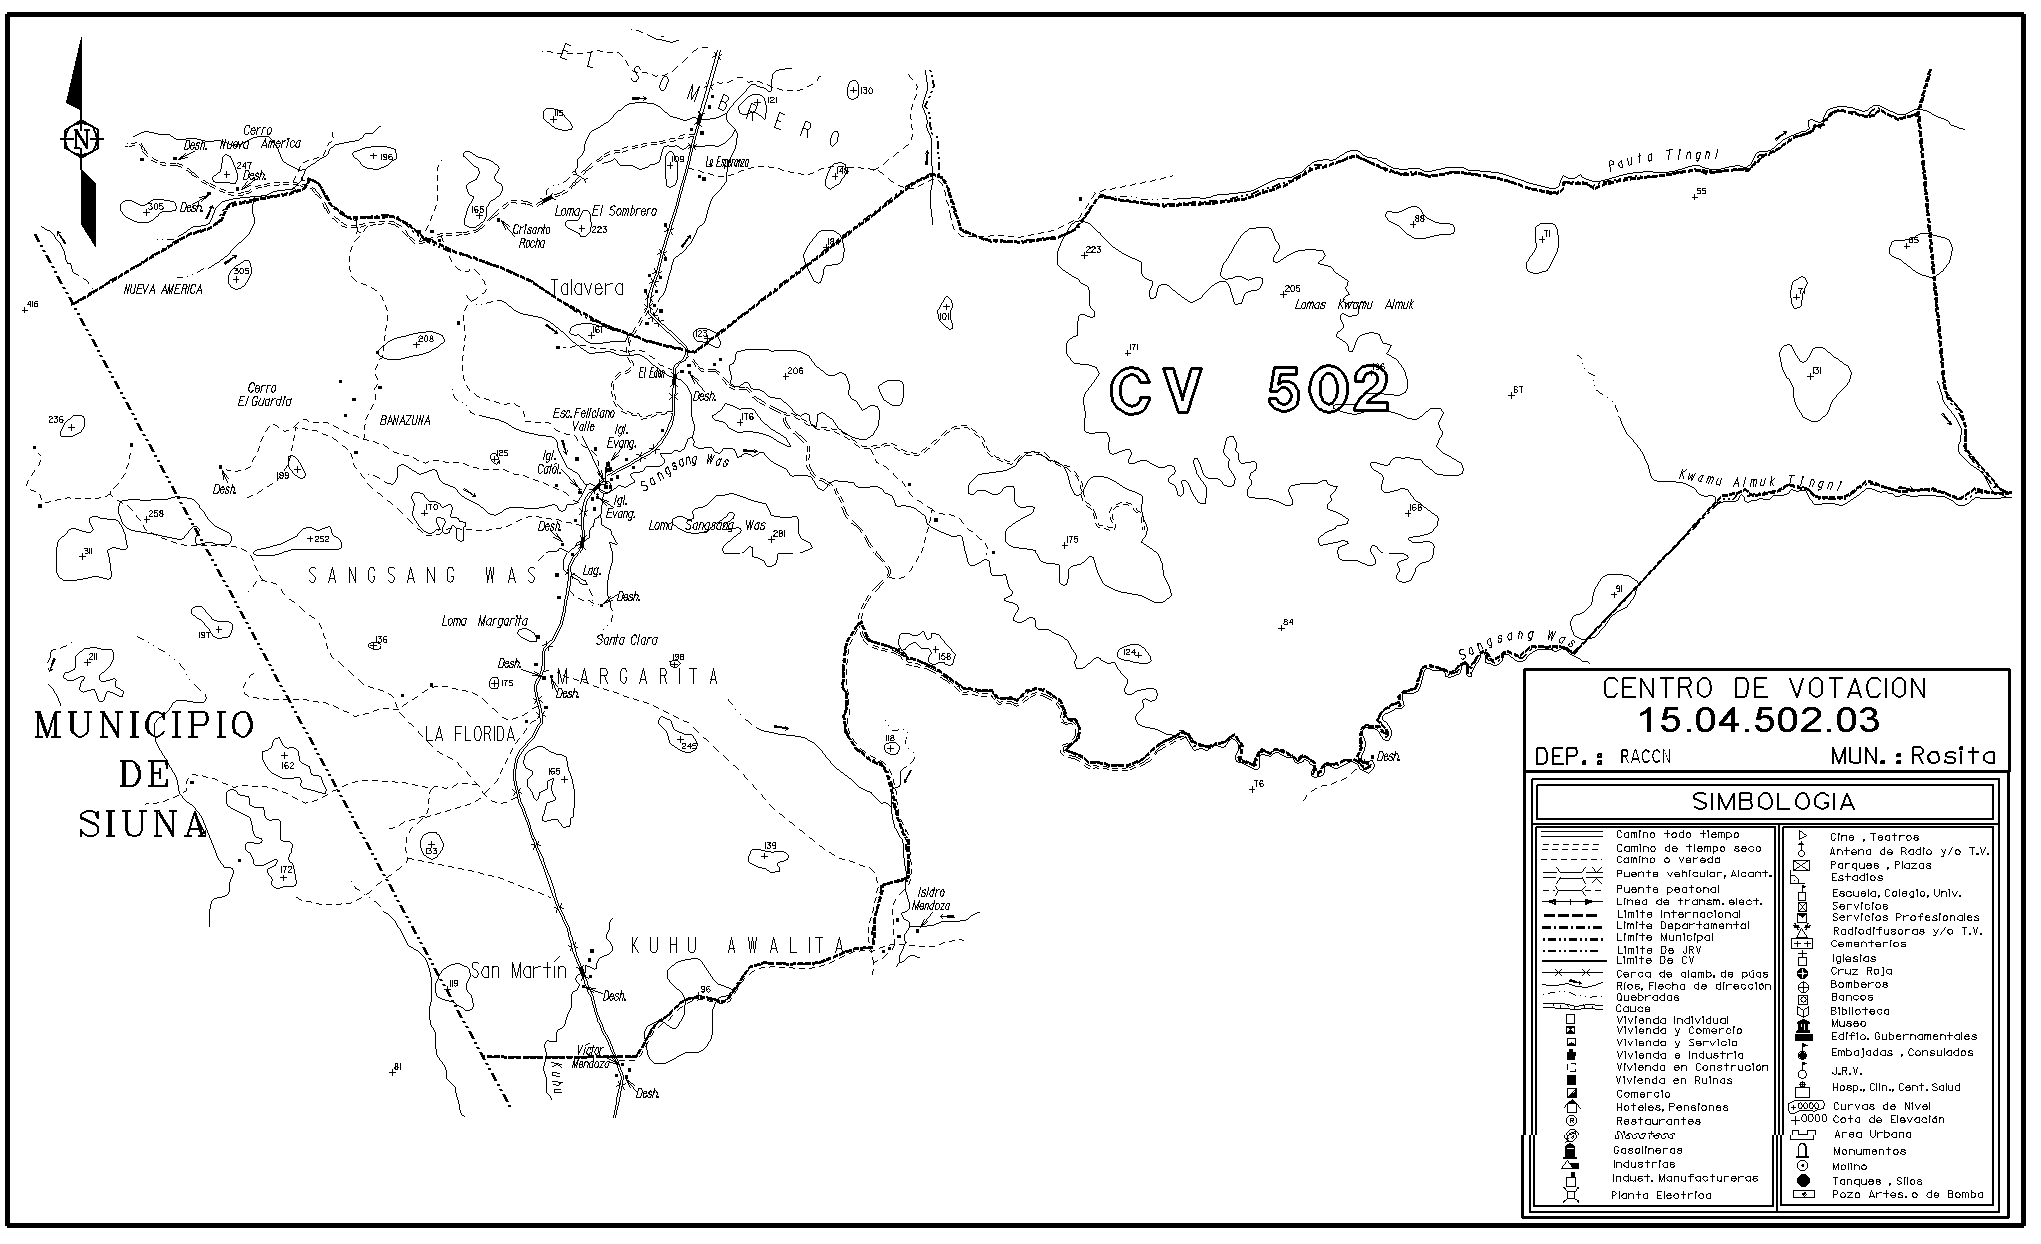 EL SOMBRERO
Cerro
Nueva America
Desh.
247
Desh.
196
305
Desh.
305
NUEVA AMERICA
416
115
121
130
109
La Esperanza
165
Crisanto
Rocha
Loma El Sombrero
223
Talavera
184
161
123
208
El Eden
Desh.
101
206
176
Cerro
El Guardia
BANAZUNA
236
Esc.Feliciano
Valle
Igl.
Evang.
Igl.
Catol.
Sangsang Was
125
189
Desh.
170
Igl.
Evang.
Desh.
Loma Sangsang Was
281
258
311
252
SANGSANG WAS
Lag.
Desh.
197
136
Loma Margarita
Santa Clara
198
211
Desh.
175
Desh.
MARGARITA
MUNICIPIO
DE
SIUNA
LA FLORIDA
162
165
245
118
133
139
172
Isidro
Mendoza
KUHU AWALITA
San Martín
Desh.
119
96
Víctor
Mendoza
Desh.
81
Kuhu
Pauta Tingni
55
88
71
85
223
205
Lomas Kwamu Almuk
171
CV 502
67
131
Kwamu Almuk Tingni
168
175
91
84
124
168
Sangsang Was
76
Desh.
CENTRO DE VOTACION
15.04.502.03
DEP.: RACCN
MUN.: Rosita
SIMBOLOGIA
Camino todo tiempo
Camino de tiempo seco
Camino o vereda
Puente vehicular, Alcant.
Puente peatonal
Linea de transm. elect.
Limite Internacional
Limite Departamental
Limite Municipal
Limite De JRV
Limite De CV
Cerca de alamb. de púas
Rios, Flecha de dirección
Quebradas
Cauce
Vivienda Individual
Vivienda y Comercio
Vivienda y Servicio
Vivienda e Industria
Vivienda en Construción
Vivienda en Ruinas
Comercio
Hoteles, Pensiones
Restaurantes
Discoteca
Gasolineras
Industrias
Indust. Manufactureras
Planta Electrica
Cine , Teatros
Antena de Radio y/o T.V.
Parques , Plazas
Estadios
Escuela, Colegio, Univ.
Servicios
Servicios Profesionales
Radiodifusoras y/o T.V.
Cementerios
Iglesias
Cruz Roja
Bomberos
Bancos
Biblioteca
Museo
Edific. Gubernamentales
Embajadas , Consulados
J.R.V.
Hosp., Clin., Cent. Salud
Curvas de Nivel
Cota de Elevación
Area Urbana
Monumentos
Molino
Tanques , Silos
Pozo Artes. o de Bomba